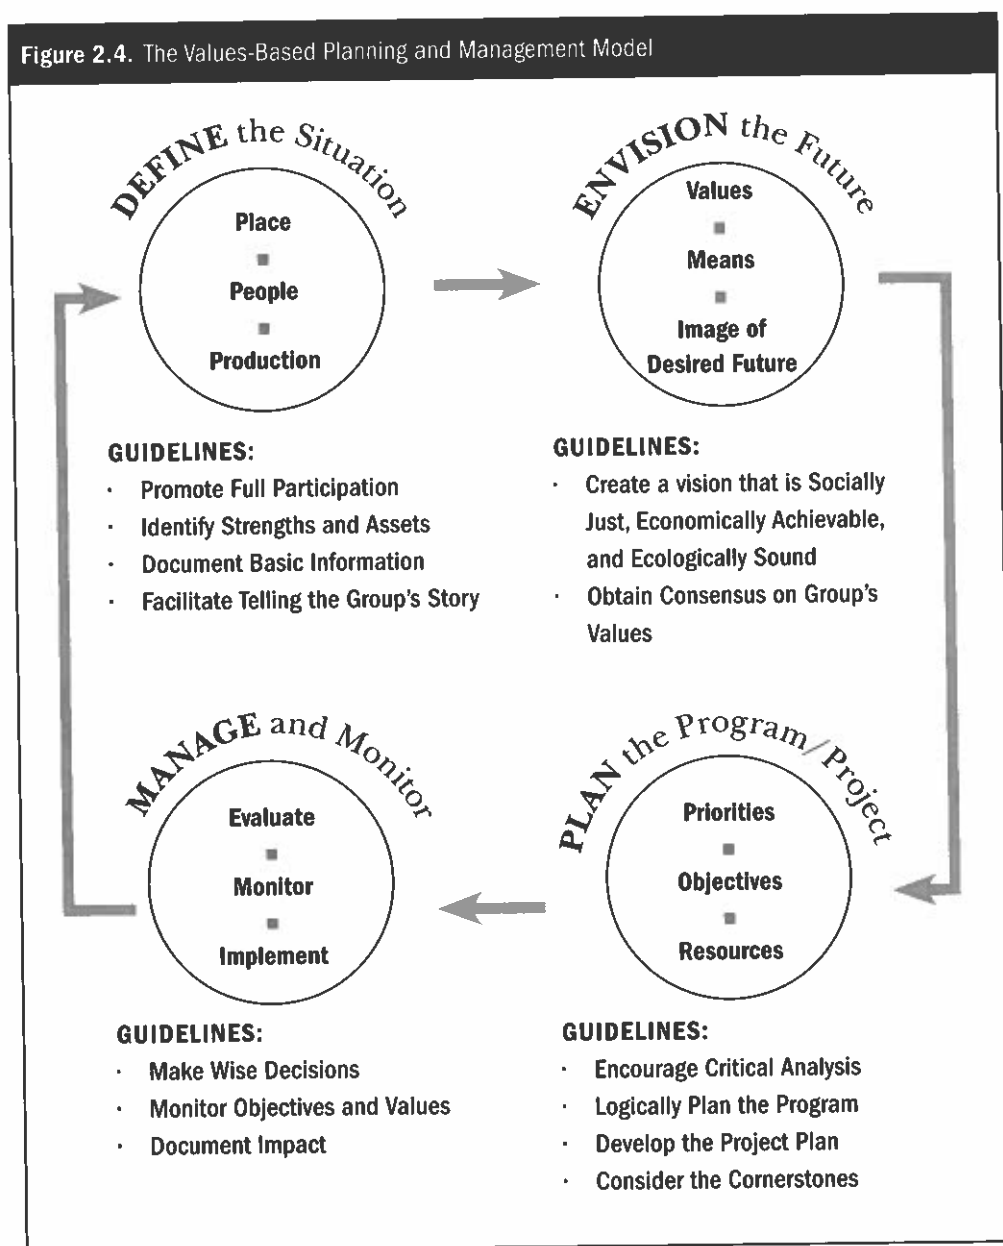 Figure 2.4. The Values-Based Planning and Management Model
DEFINE the Situation
Place
People
Production
GUIDELINES:
· Promote Full Participation
· Identify Strengths and Assets
· Document Basic Information
· Facilitate Telling the Group's Story
ENVISION the Future
Values
Means
Image of
Desired Future
GUIDELINES:
· Create a vision that is Socially
Just, Economically Achievable,
and Ecologically Sound
· Obtain Consensus on Group's
Values
MANAGE and Monitor
Evaluate
Monitor
Implement
GUIDELINES:
· Make Wise Decisions
· Monitor Objectives and Values
· Document Impact
PLAN the Program/Project
Priorities
Objectives
Resources
GUIDELINES:
· Encourage Critical Analysis
· Logically Plan the Program
· Develop the Project Plan
· Consider the Cornerstones